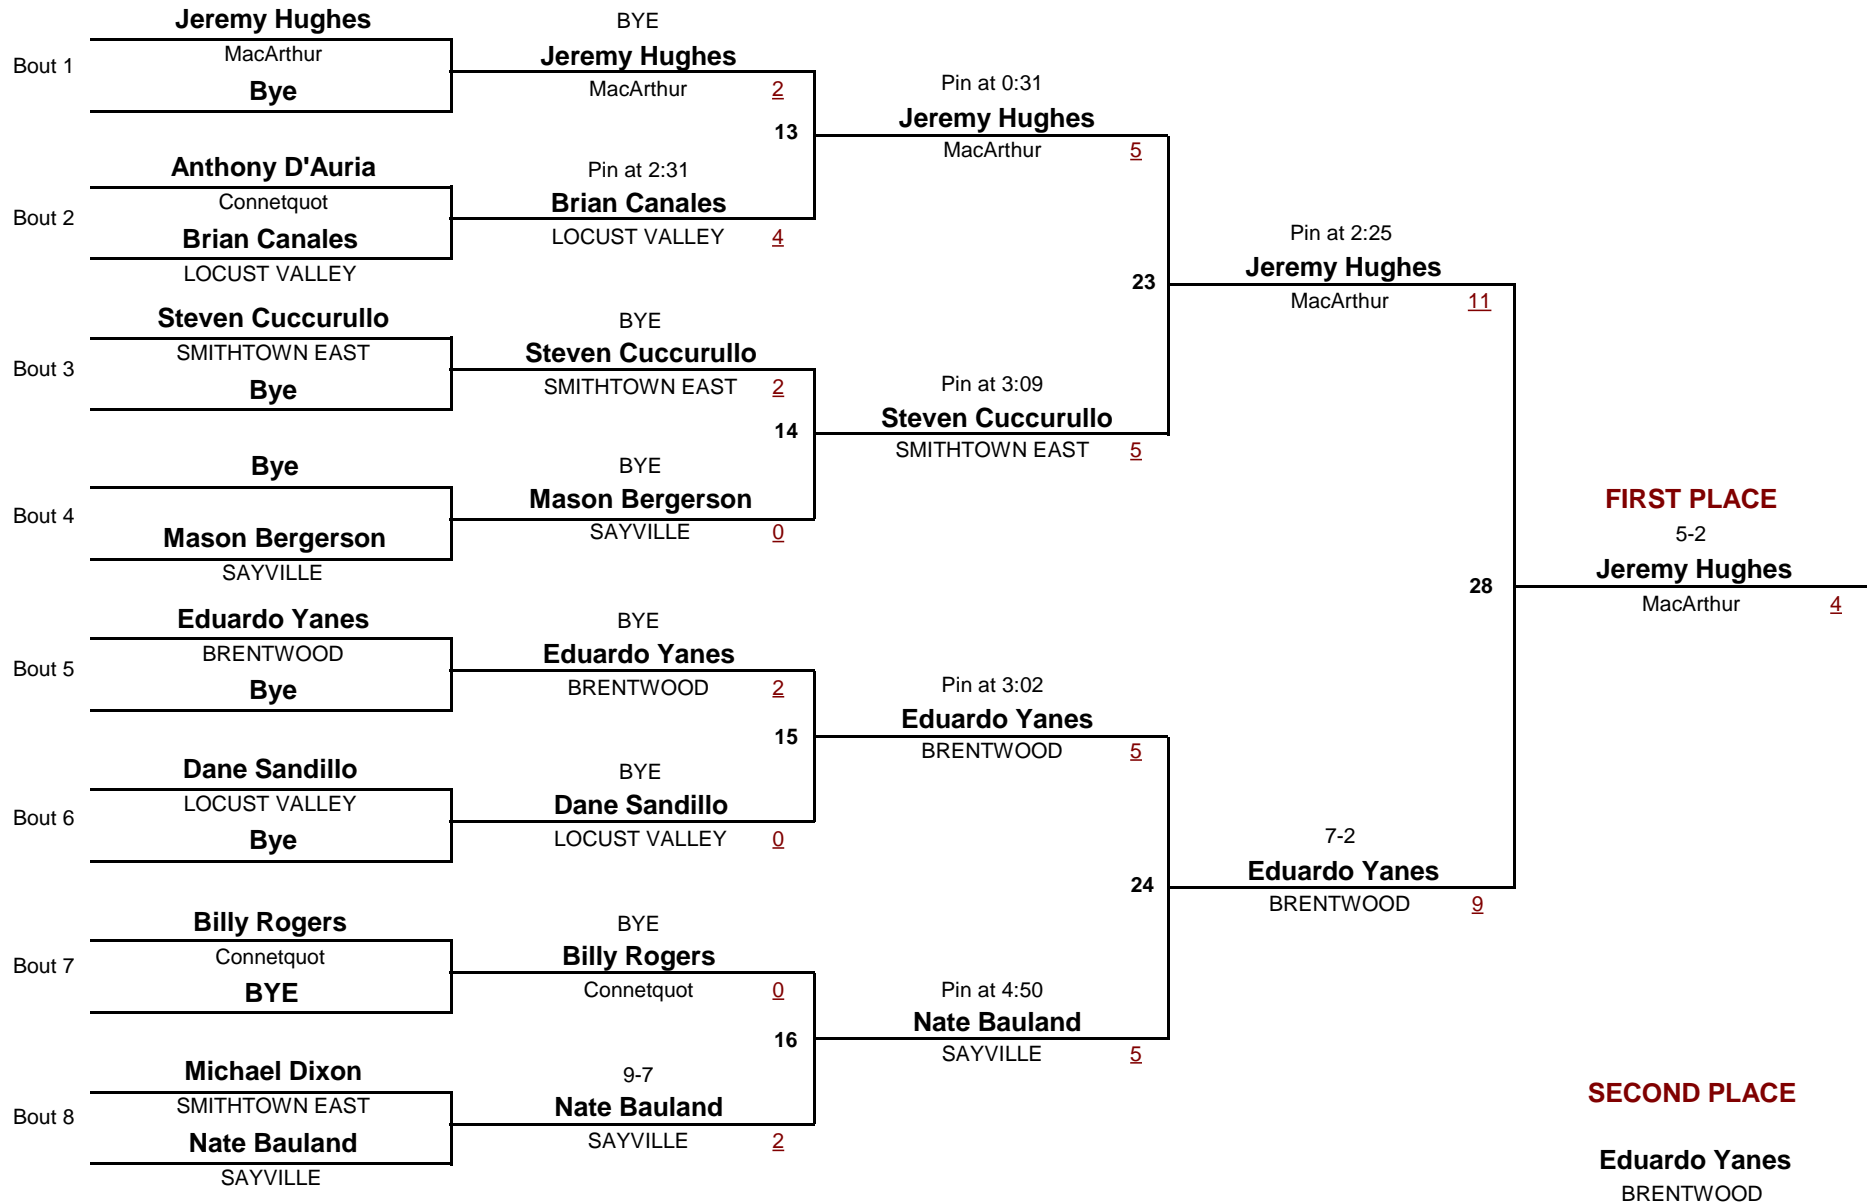 Jeremy Hughes
Bout 1
MacArthur
Bye
BYE
Jeremy Hughes
MacArthur 2
13
Anthony D'Auria
Bout 2
Connetquot
Brian Canales
LOCUST VALLEY
Pin at 2:31
Brian Canales
LOCUST VALLEY 4
Pin at 0:31
Jeremy Hughes
MacArthur 5
23
Steven Cuccurullo
Bout 3
SMITHTOWN EAST
Bye
BYE
Steven Cuccurullo
SMITHTOWN EAST 2
14
Bye
Bout 4
Mason Bergerson
SAYVILLE
BYE
Mason Bergerson
SAYVILLE 0
Pin at 3:09
Steven Cuccurullo
SMITHTOWN EAST 5
Pin at 2:25
Jeremy Hughes
MacArthur 11
28
Eduardo Yanes
Bout 5
BRENTWOOD
Bye
BYE
Eduardo Yanes
BRENTWOOD 2
15
Dane Sandillo
Bout 6
LOCUST VALLEY
Bye
BYE
Dane Sandillo
LOCUST VALLEY 0
Pin at 3:02
Eduardo Yanes
BRENTWOOD 5
24
Billy Rogers
Bout 7
Connetquot
BYE
BYE
Billy Rogers
Connetquot 0
16
Michael Dixon
Bout 8
SMITHTOWN EAST
Nate Bauland
SAYVILLE
9-7
Nate Bauland
SAYVILLE 2
Pin at 4:50
Nate Bauland
SAYVILLE 5
7-2
Eduardo Yanes
BRENTWOOD 9
FIRST PLACE
5-2
Jeremy Hughes
MacArthur 4
SECOND PLACE
Eduardo Yanes
BRENTWOOD